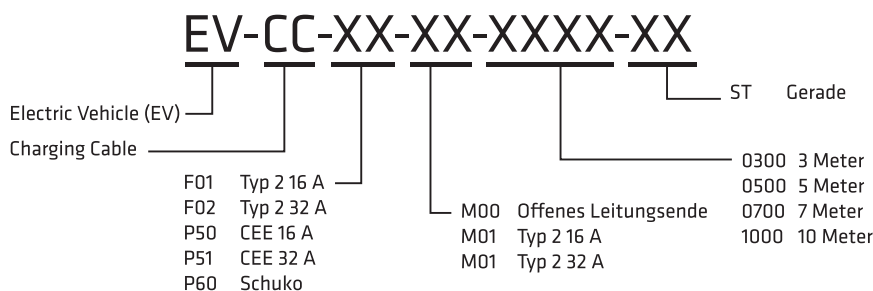 EV-CC-XX-XX-XXXX-XX
Electric Vehicle (EV)
Charging Cable
F01 Typ 2 16 A
F02 Typ 2 32 A
P50 CEE 16 A
P51 CEE 32 A
P60 Schuko
M00 Offenes Leitungsende
M01 Typ 2 16 A
M01 Typ 2 32 A
0300 3 Meter
0500 5 Meter
0700 7 Meter
1000 10 Meter
ST Gerade